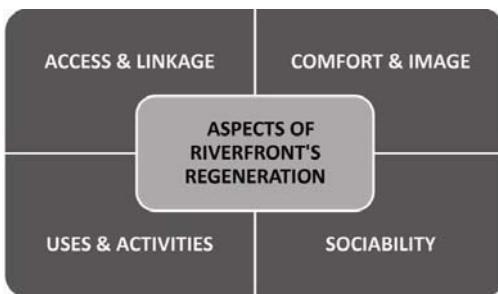 ACCESS & LINKAGE
COMFORT & IMAGE
ASPECTS OF
RIVERFRONT'S
REGENERATION
USES & ACTIVITIES
SOCIABILITY